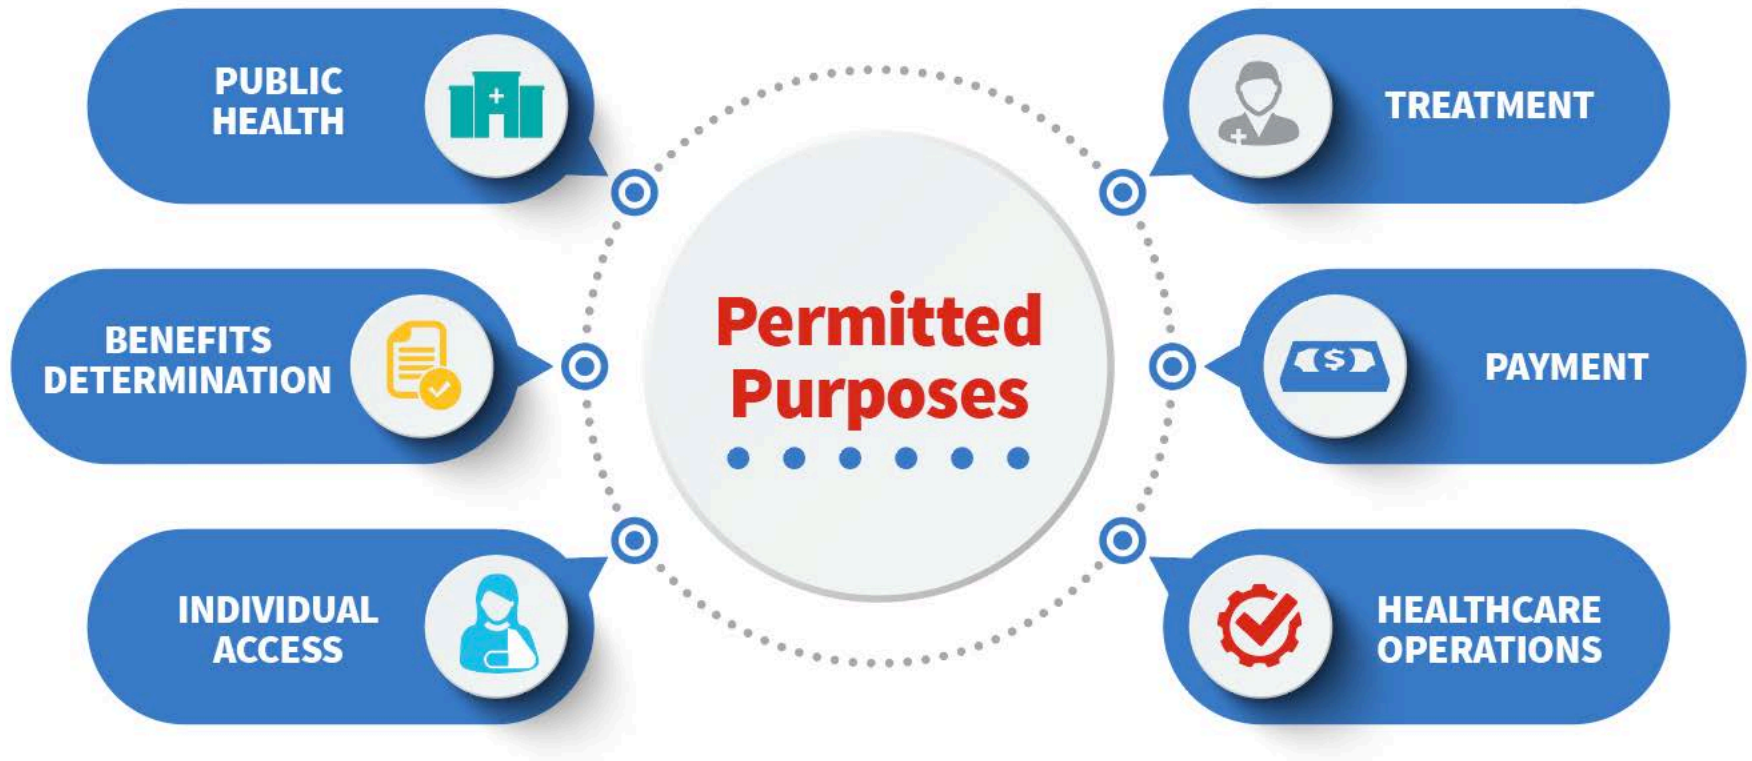 PUBLIC
HEALTH
BENEFITS
DETERMINATION
INDIVIDUAL
ACCESS
Permitted
Purposes
TREATMENT
$
PAYMENT
HEALTHCARE
OPERATIONS